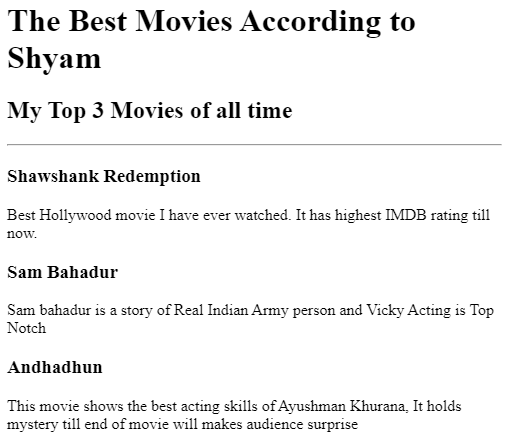 The Best Movies According to
Shyam
My Top 3 Movies of all time
Shawshank Redemption
Best Hollywood movie I have ever watched. It has highest IMDB rating till
now.
Sam Bahadur
Sam bahadur is a story of Real Indian Army person and Vicky Acting is Top
Notch
Andhadhun
This movie shows the best acting skills of Ayushman Khurana, It holds
mystery till end of movie will makes audience surprise